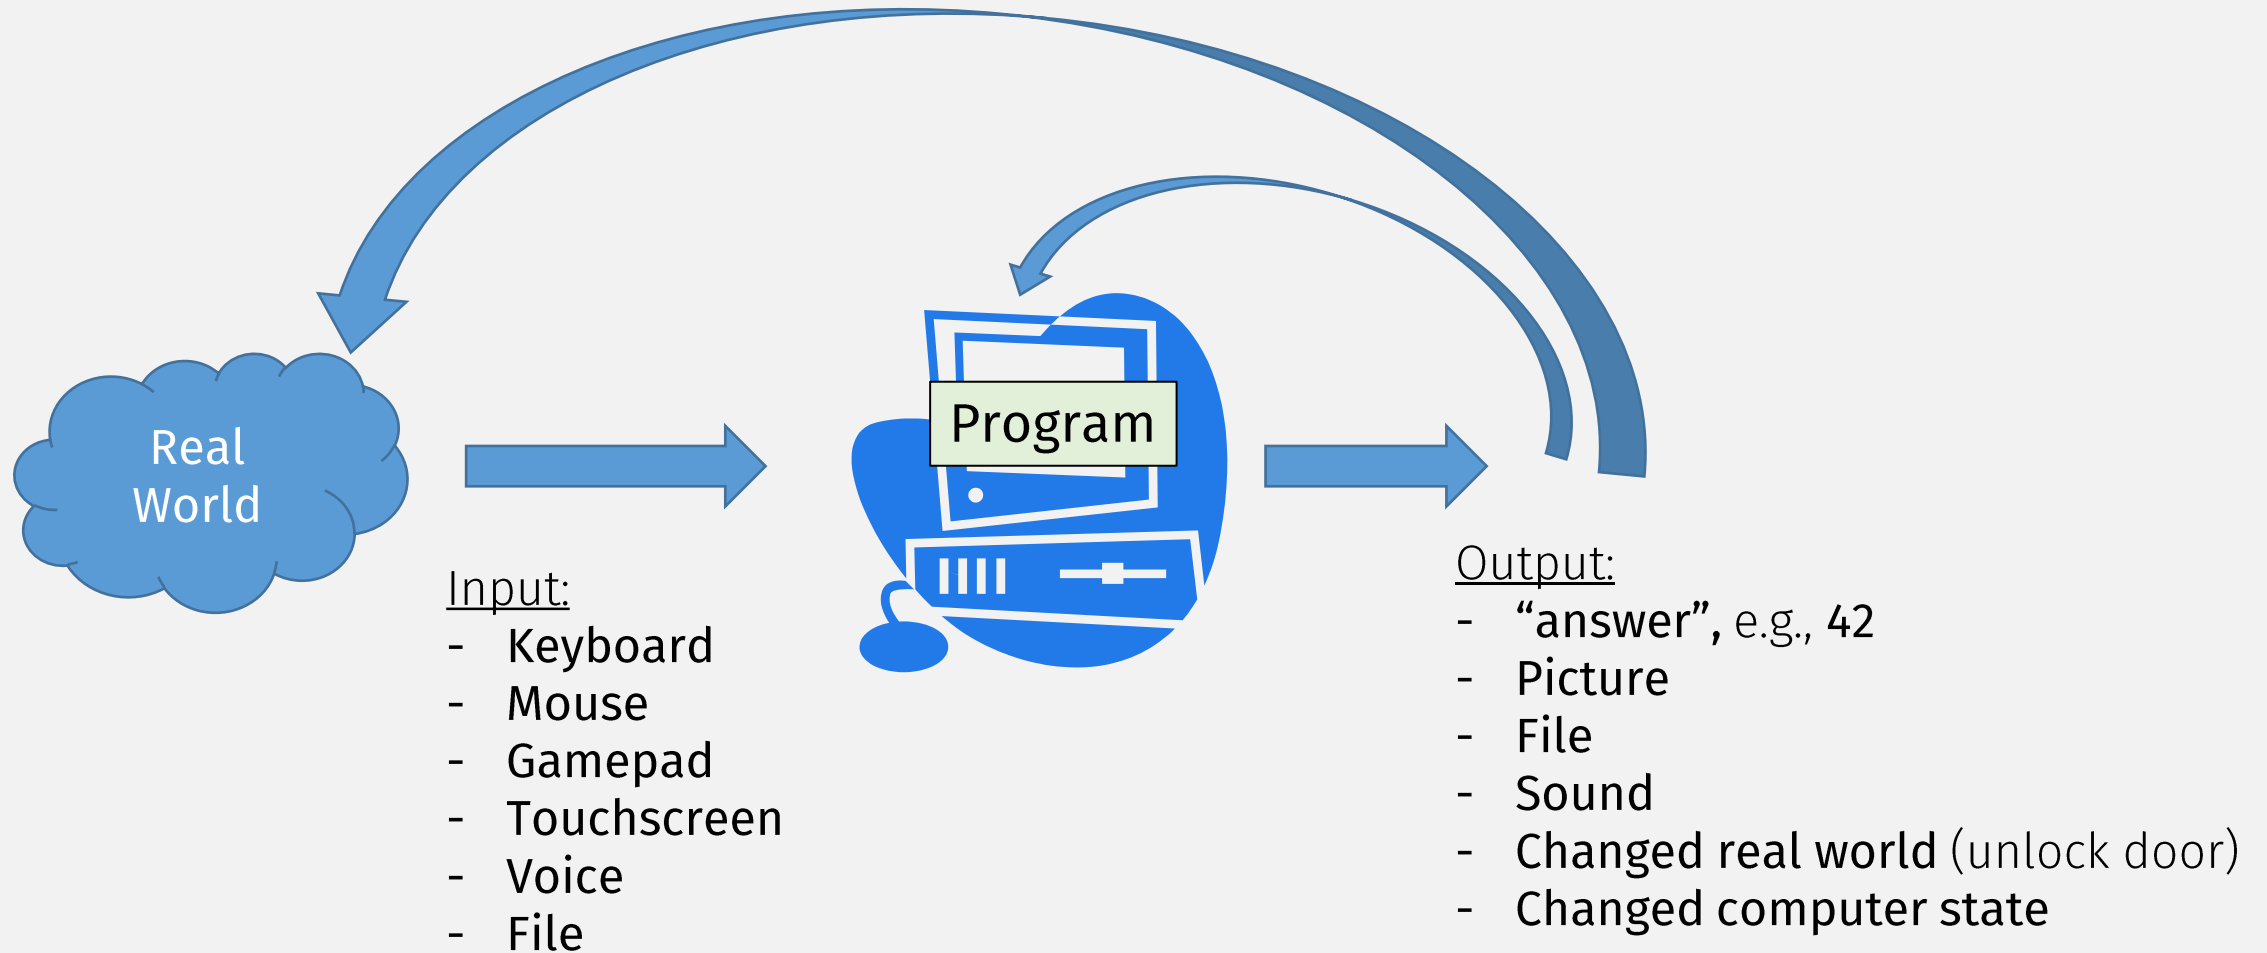 Real
World
Program
Input:
- Keyboard
- Mouse
- Gamepad
- Touchscreen
- Voice
- File
Output:
- “answer”, e.g., 42
- Picture
- File
- Sound
- Changed real world (unlock door)
- Changed computer state